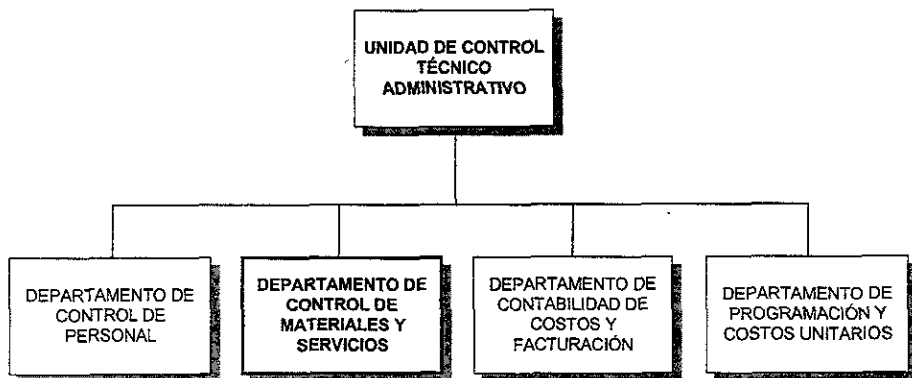 UNIDAD DE CONTROL
TÉCNICO
ADMINISTRATIVO
DEPARTAMENTO DE
CONTROL DE
PERSONAL
DEPARTAMENTO DE
CONTROL DE
MATERIALES Y
SERVICIOS
DEPARTAMENTO DE
CONTABILIDAD DE
COSTOS Y
FACTURACIÓN
DEPARTAMENTO DE
PROGRAMACIÓN Y
COSTOS UNITARIOS